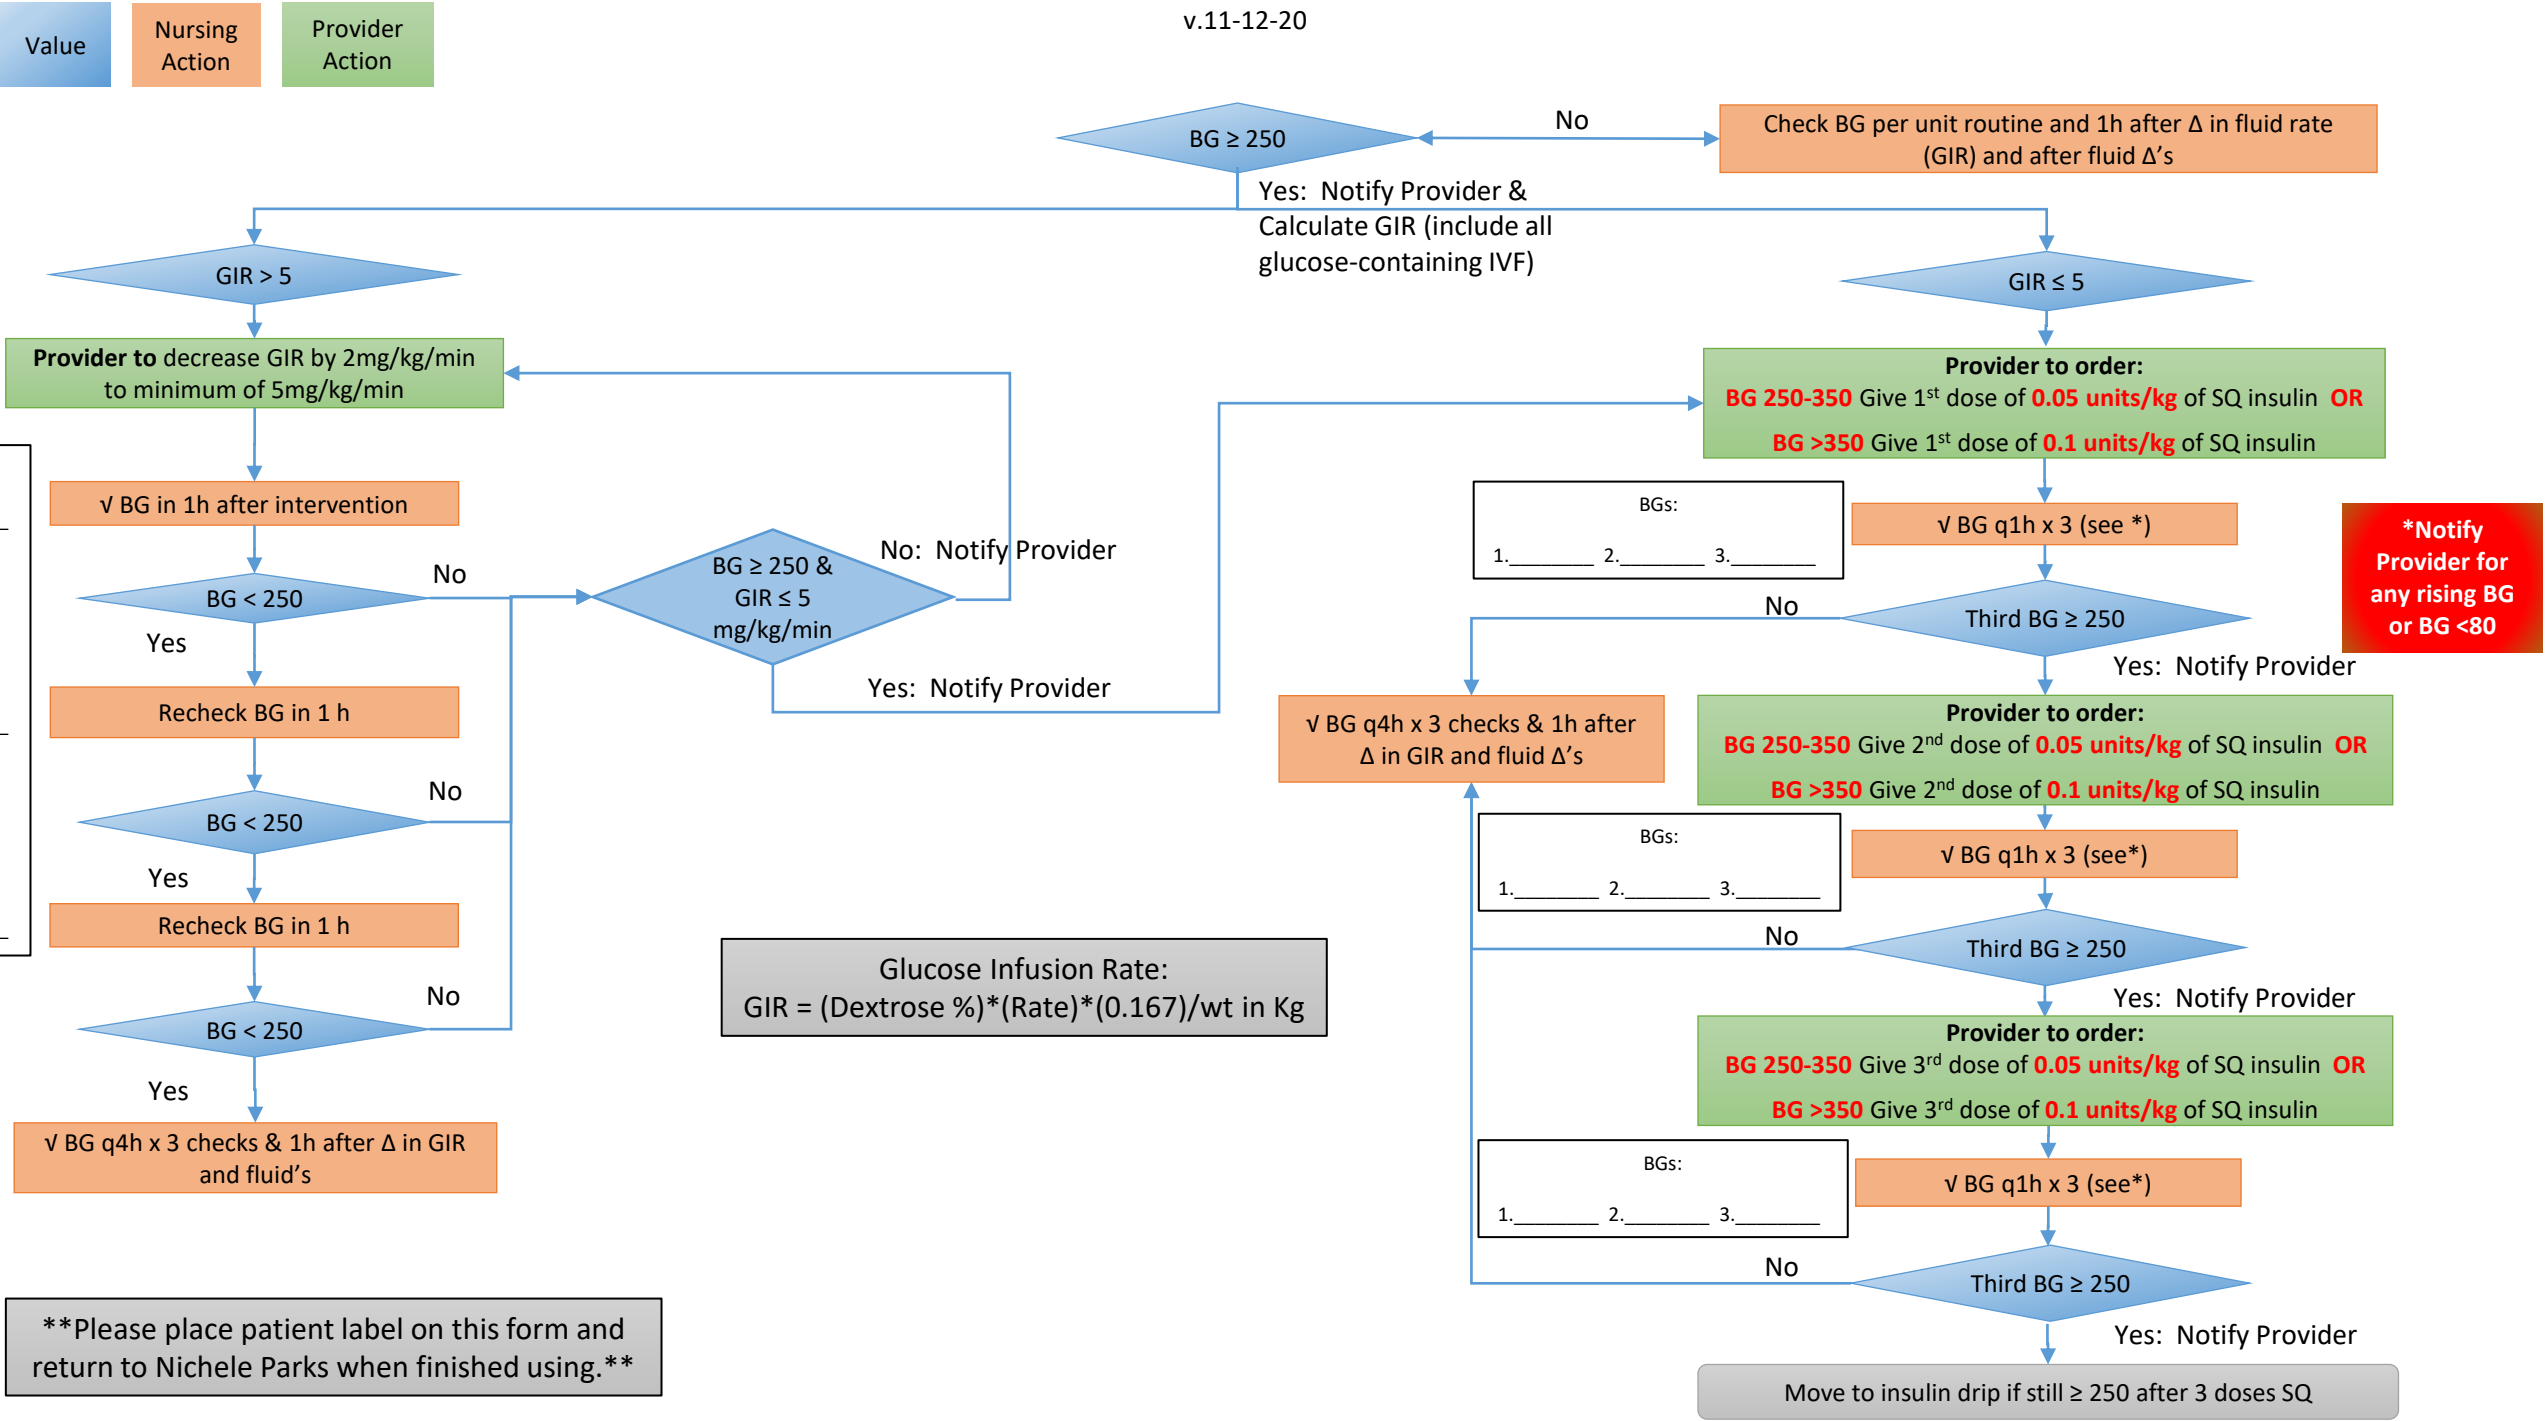 v.11-12-20
Value
Nursing
Action
Provider
Action
BG ≥ 250
No
Check BG per unit routine and 1h after Δ in fluid rate
(GIR) and after fluid Δ's
Yes:  Notify Provider &
Calculate GIR (include all
glucose-containing IVF)
GIR > 5
Provider to decrease GIR by 2mg/kg/min
to minimum of 5mg/kg/min
√ BG in 1h after intervention
BG < 250
No
Yes
Recheck BG in 1 h
BG < 250
No
Yes
Recheck BG in 1 h
BG < 250
No
Yes
√ BG q4h x 3 checks & 1h after Δ in GIR
and fluid's
BG ≥ 250 &
GIR ≤ 5
mg/kg/min
No:  Notify Provider
Yes:  Notify Provider
GIR ≤ 5
Provider to order:
BG 250-350 Give 1st dose of 0.05 units/kg of SQ insulin  OR
BG >350 Give 1st dose of 0.1 units/kg of SQ insulin
BGs:
1.________ 2.________ 3.________
√ BG q1h x 3 (see *)
*Notify
Provider for
any rising BG
or BG <80
Third BG ≥ 250
No
Yes:  Notify Provider
√ BG q4h x 3 checks & 1h after
Δ in GIR and fluid Δ's
Provider to order:
BG 250-350 Give 2nd dose of 0.05 units/kg of SQ insulin  OR
BG >350 Give 2nd dose of 0.1 units/kg of SQ insulin
BGs:
1.________ 2.________ 3.________
√ BG q1h x 3 (see*)
Third BG ≥ 250
No
Yes:  Notify Provider
Provider to order:
BG 250-350 Give 3rd dose of 0.05 units/kg of SQ insulin  OR
BG >350 Give 3rd dose of 0.1 units/kg of SQ insulin
BGs:
1.________ 2.________ 3.________
√ BG q1h x 3 (see*)
Third BG ≥ 250
No
Yes:  Notify Provider
Move to insulin drip if still ≥ 250 after 3 doses SQ
Glucose Infusion Rate:
GIR = (Dextrose %)*(Rate)*(0.167)/wt in Kg
**Please place patient label on this form and
return to Nichele Parks when finished using.**